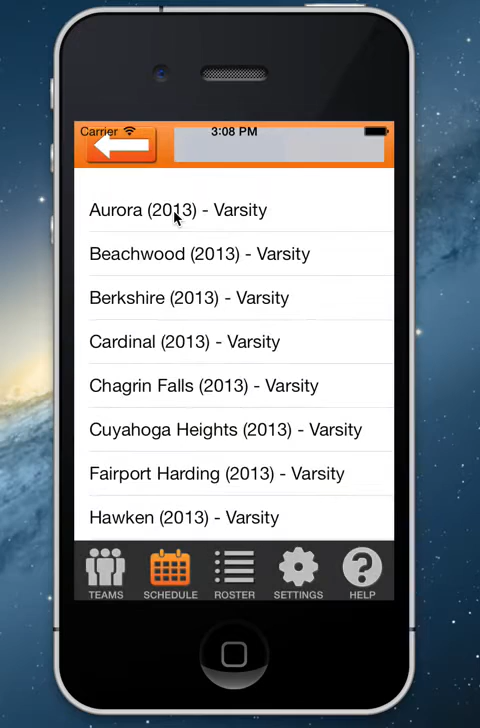 Carrier 3:08 PM
Aurora (2013) - Varsity
Beachwood (2013) - Varsity
Berkshire (2013) - Varsity
Cardinal (2013) - Varsity
Chagrin Falls (2013) - Varsity
Cuyahoga Heights (2013) - Varsity
Fairport Harding (2013) - Varsity
Hawken (2013) - Varsity
TEAMS SCHEDULE ROSTER SETTINGS HELP